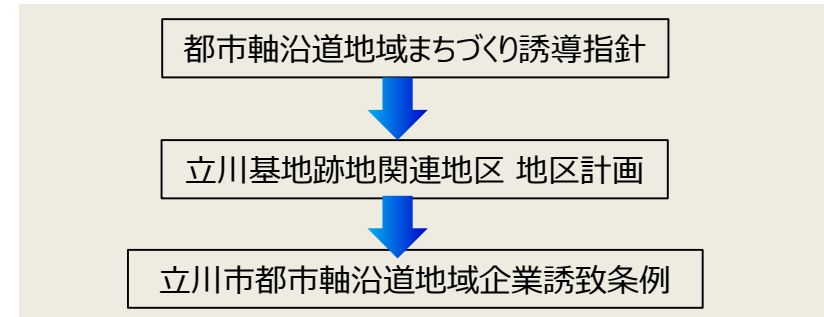 都市軸沿道地域まちづくり誘導指針
立川基地跡地関連地区 地区計画
立川市都市軸沿道地域企業誘致条例